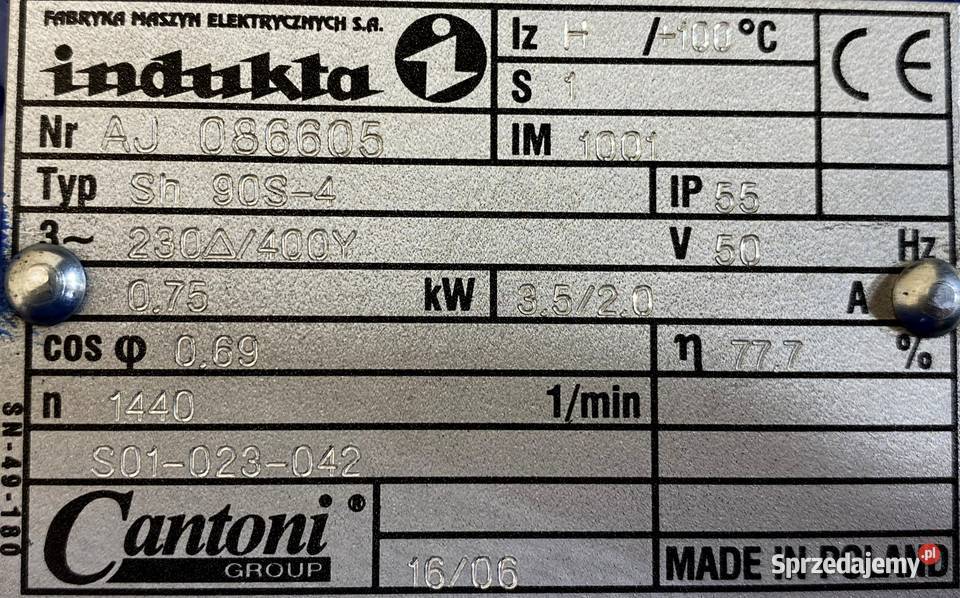 FABRYKA MASZYN ELEKTRYCZNYCH S.A.
indukta
Iz H /+100 °C
S 1
CE
Nr AJ 086605
IM 1001
Typ Sh 90S-4
IP 55
3~ 230Δ/400Y V 50 Hz
0.75 kW 3.5/2.0 A
cos φ 0.69
η 77.7 %
n 1440 1/min
S01-023-042
SN-49-180
Cantoni®
GROUP
16/06
MADE IN POLAND
Sprzedajemy.pl